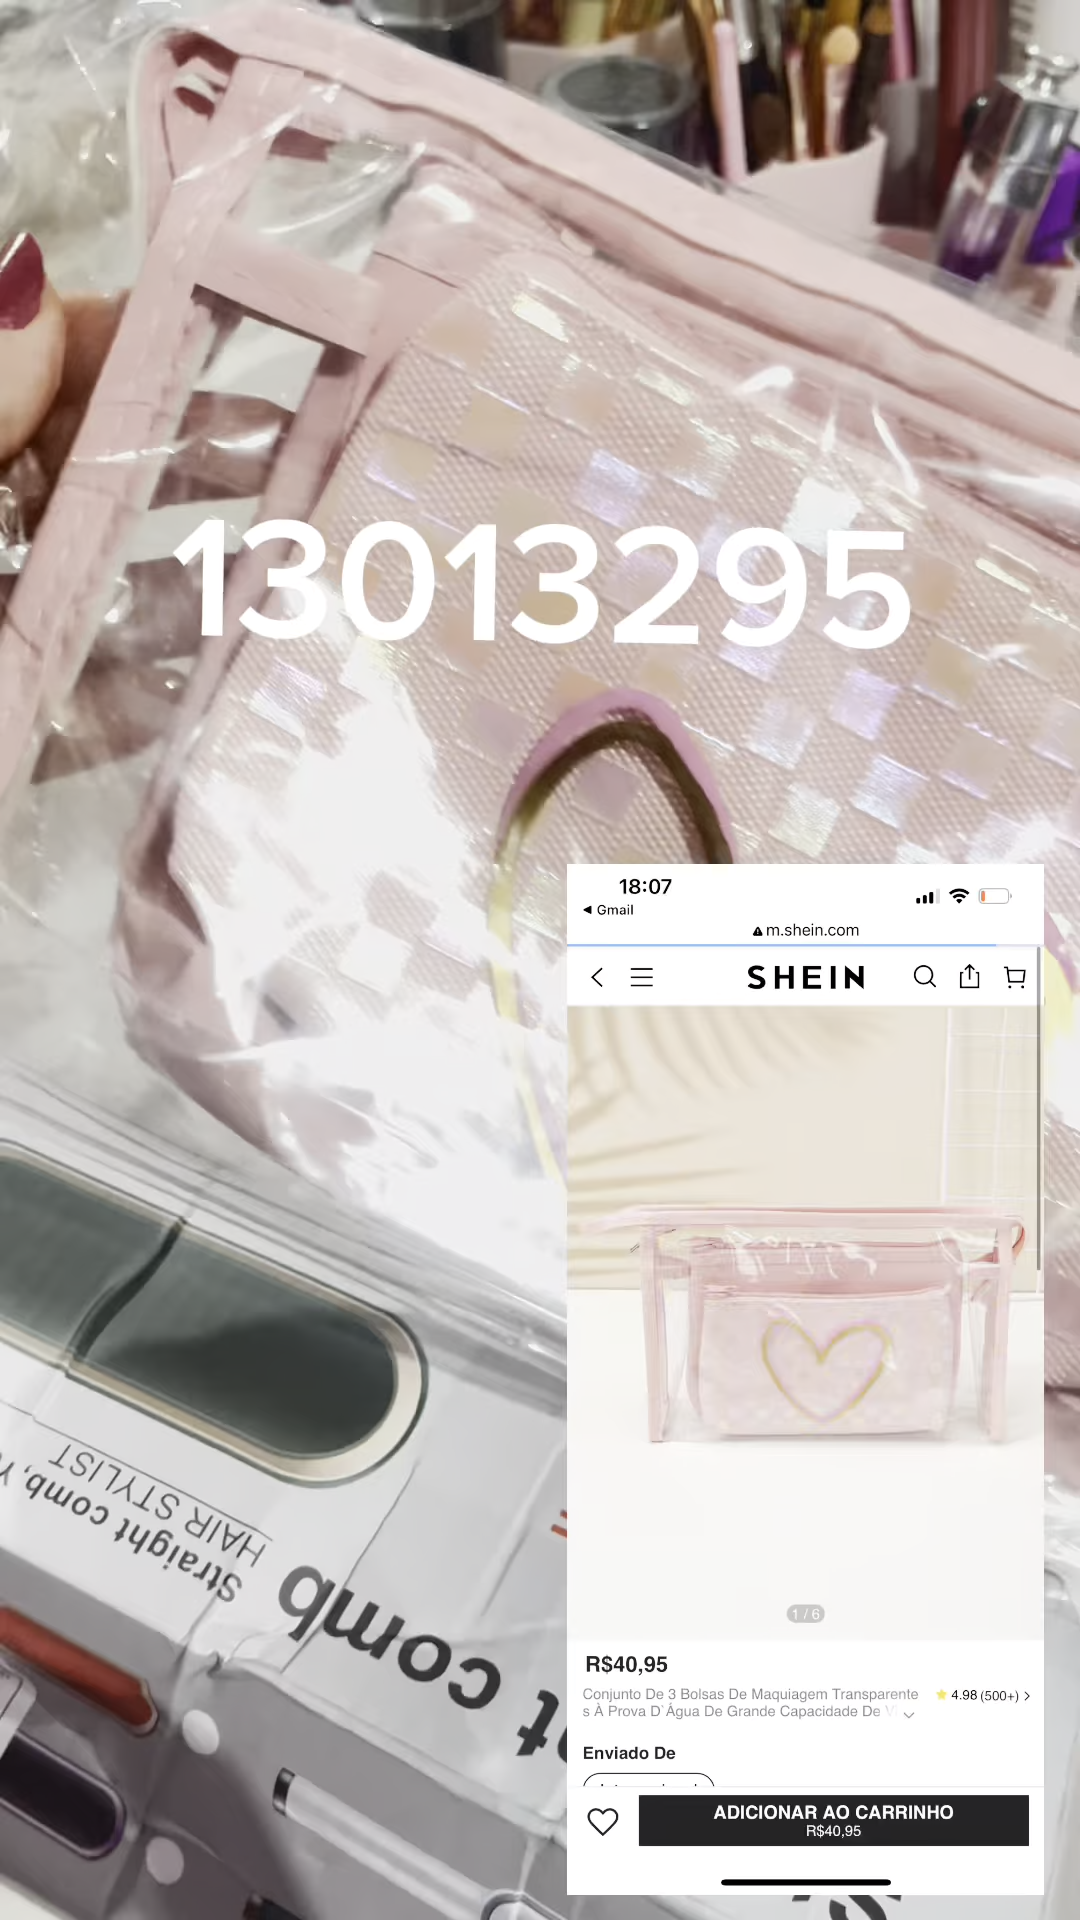 13013295
18:07
Gmail
m.shein.com
SHEIN
1 / 6
R$40,95
Conjunto De 3 Bolsas De Maquiagem Transparente
s À Prova D`Água De Grande Capacidade De
4.98 (500+)
Enviado De
ADICIONAR AO CARRINHO
R$40,95
HAIR STYLIST
Straight comb,
comb